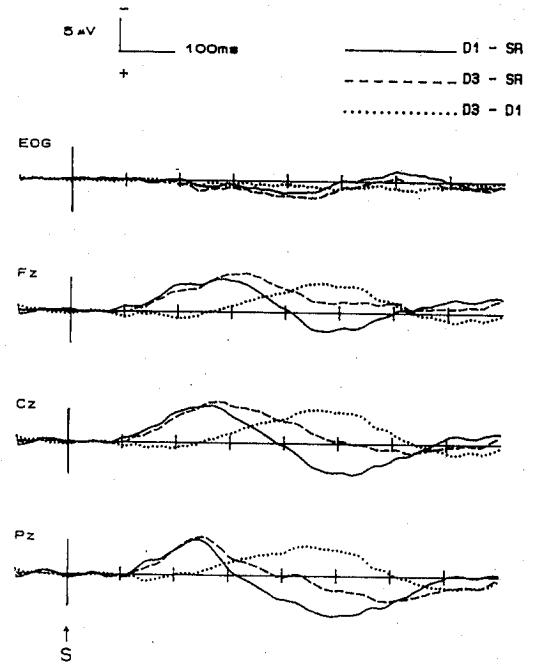 −
5 μV
100ms
+
D1 - SR
D3 - SR
D3 - D1
EOG
Fz
Cz
Pz
↑
S